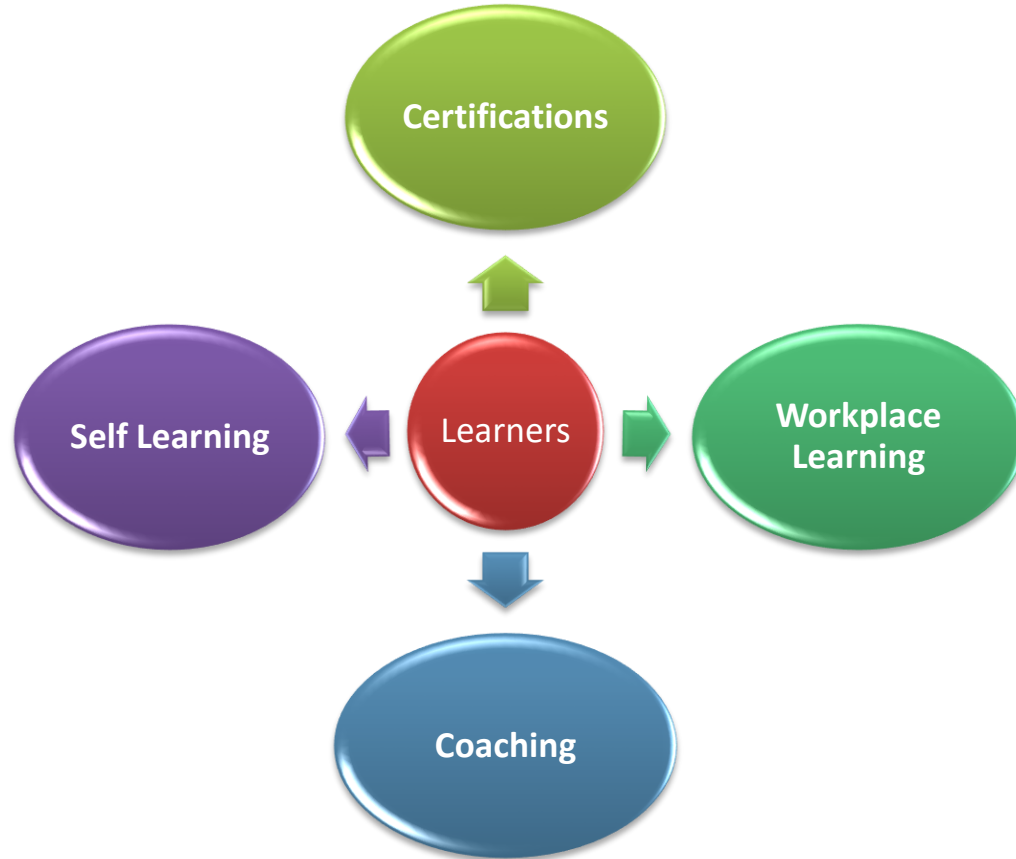 Certifications
Self Learning
Learners
Workplace
Learning
Coaching